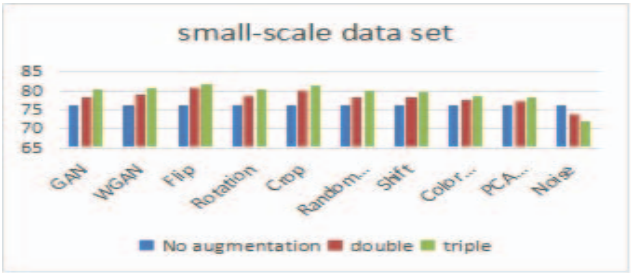 small-scale data set
85
80
75
70
65
GAN
WGAN
Flip
Rotation
Crop
Random...
Shift
Color...
PCA...
Noise
No augmentation double triple